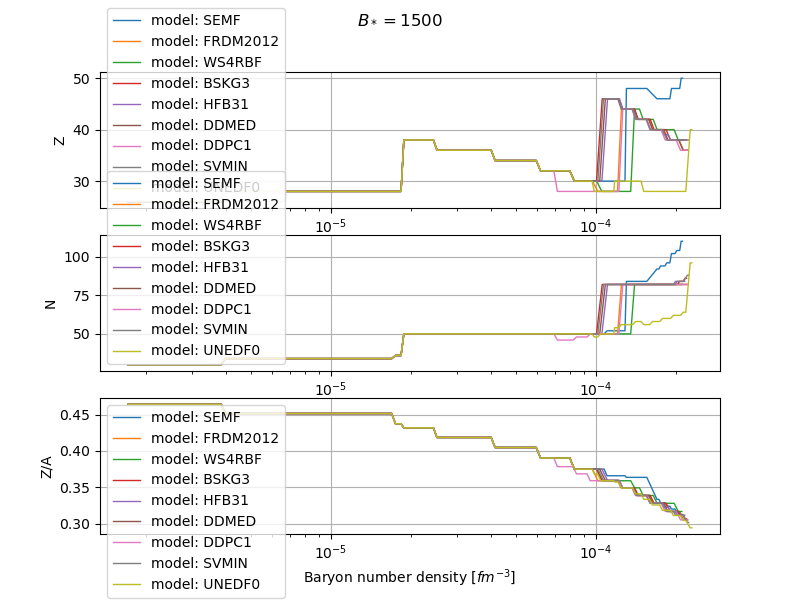 B* = 1500
model: SEMF
model: FRDM2012
model: WS4RBF
model: BSKG3
model: HFB31
model: DDMED
model: DDPC1
model: SVMIN
model: UNEDF0
50
40
30
Z
10⁻⁵
10⁻⁴
model: SEMF
model: FRDM2012
model: WS4RBF
model: BSKG3
model: HFB31
model: DDMED
model: DDPC1
model: SVMIN
model: UNEDF0
100
75
50
N
10⁻⁵
10⁻⁴
model: SEMF
model: FRDM2012
model: WS4RBF
model: BSKG3
model: HFB31
model: DDMED
model: DDPC1
model: SVMIN
model: UNEDF0
0.45
0.40
0.35
0.30
Z/A
10⁻⁵
10⁻⁴
Baryon number density [fm⁻³]